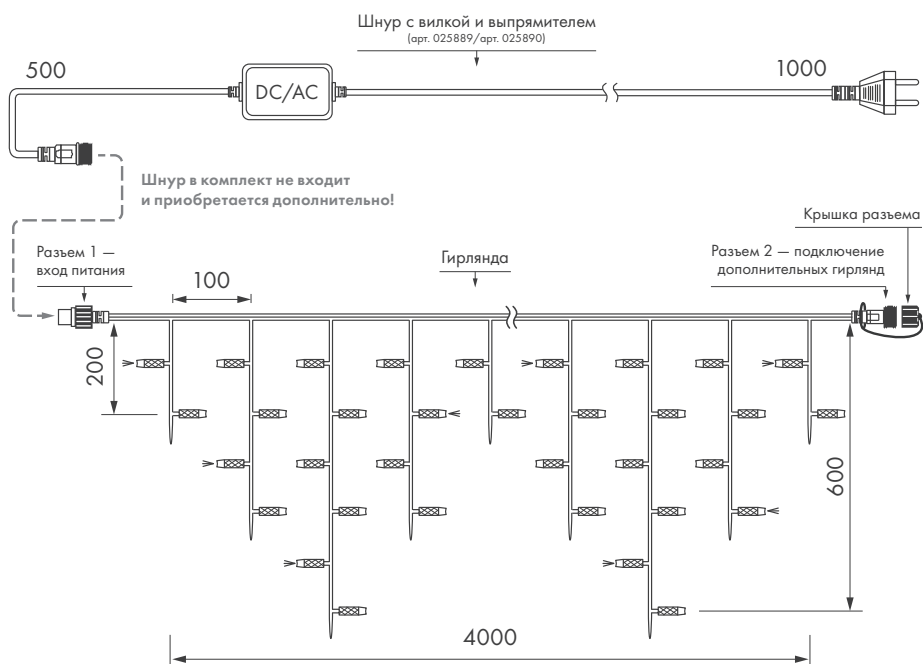 Шнур с вилкой и выпрямителем
(арт. 025889/арт. 025890)
500
DC/AC
1000
Шнур в комплект не входит
и приобретается дополнительно!
Крышка разъема
Разъем 1 —
вход питания
Гирлянда
Разъем 2 — подключение
дополнительных гирлянд
100
200
600
4000